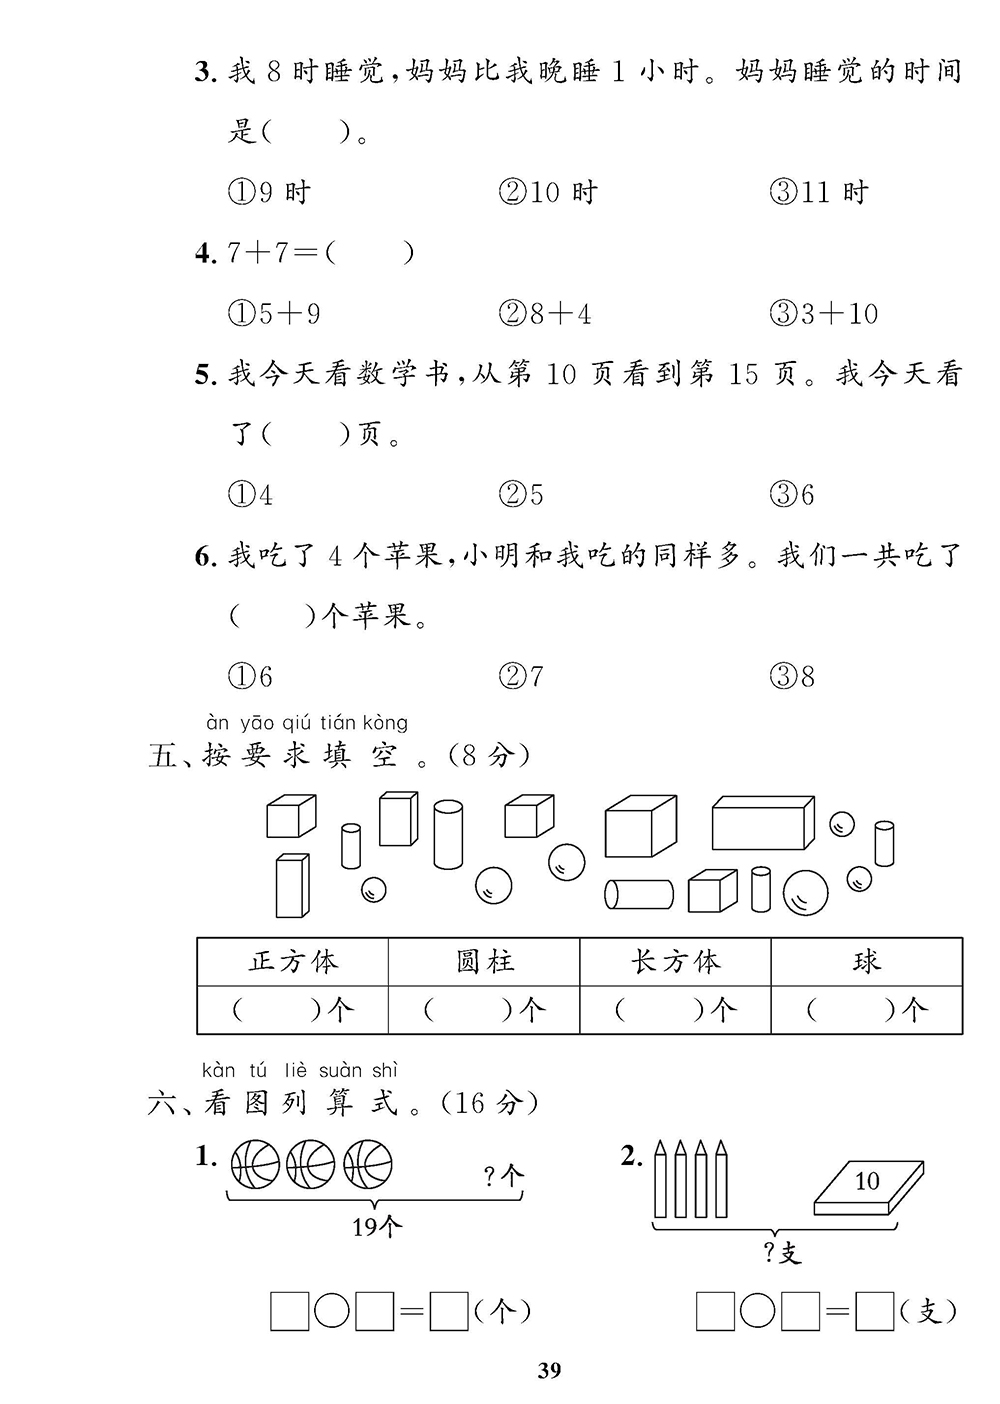 3. 我 8 时睡觉，妈妈比我晚睡 1 小时。妈妈睡觉的时间
是(　　)。
①9 时　②10 时　③11 时
4. 7＋7＝(　　)
①5＋9　②8＋4　③3＋10
5. 我今天看数学书，从第 10 页看到第 15 页。我今天看
了(　　)页。
①4　②5　③6
6. 我吃了 4 个苹果，小明和我吃的同样多。我们一共吃了
(　　)个苹果。
①6　②7　③8
àn yāo qiú tián kòng
五、按要求填空。(8 分)
正方体　圆柱　长方体　球
(　　)个　(　　)个　(　　)个　(　　)个
kàn tú liè suàn shì
六、看图列算式。(16 分)
1. ?个
19个
2. 10
?支
□○□＝□(个)　□○□＝□(支)
39